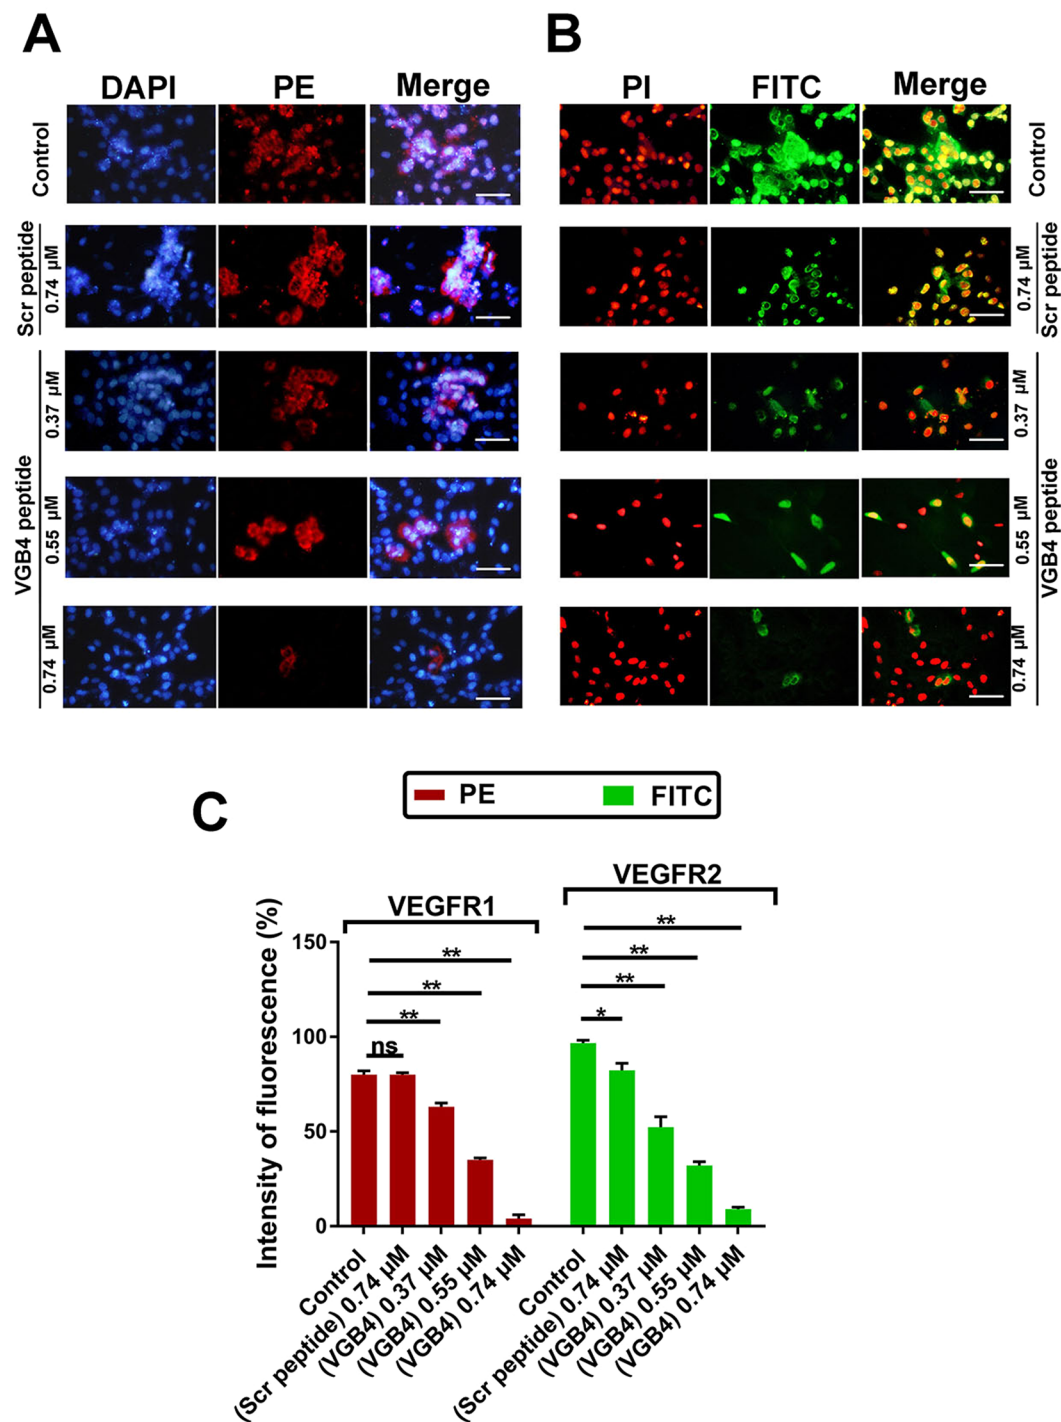 A
B
DAPI PE Merge
PI FITC Merge
Control
Scr peptide
0.74 µM
VGB4 peptide
0.37 µM
0.55 µM
0.74 µM
Control
0.74 µM
Scr peptide
0.37 µM
0.55 µM
0.74 µM
VGB4 peptide
C
PE FITC
VEGFR1
VEGFR2
Intensity of fluorescence (%)
150
100
50
0
ns
**
**
**
*
**
**
**
Control
(Scr peptide) 0.74 µM
(VGB4) 0.37 µM
(VGB4) 0.55 µM
(VGB4) 0.74 µM
Control
(Scr peptide) 0.74 µM
(VGB4) 0.37 µM
(VGB4) 0.55 µM
(VGB4) 0.74 µM